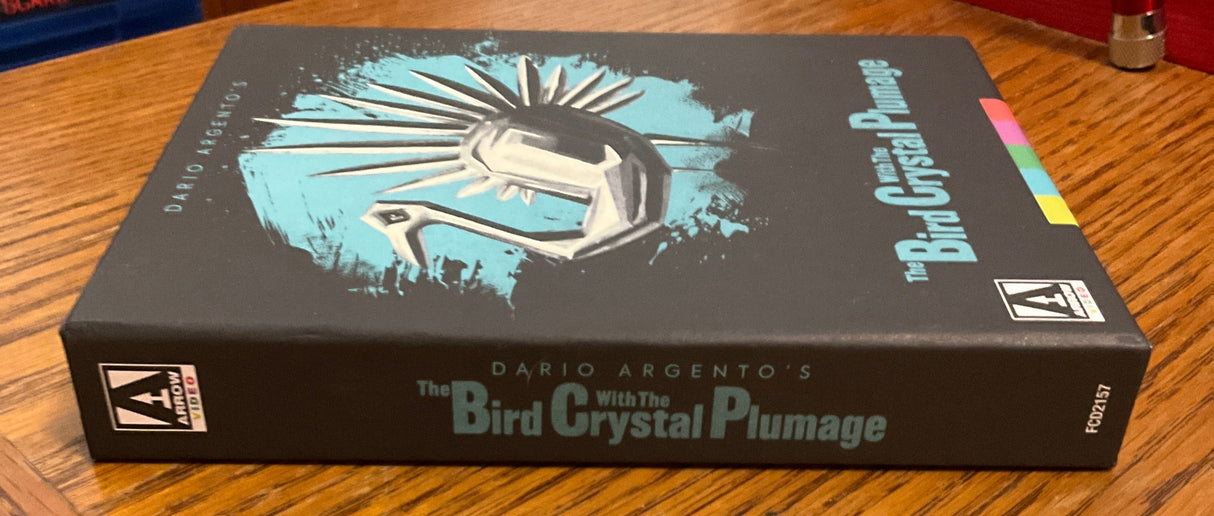 DARIO ARGENTO'S
The Bird With The Crystal Plumage
ARROW
VIDEO
ARROW
VIDEO
DARIO ARGENTO'S
The Bird With The Crystal Plumage
FCD2157